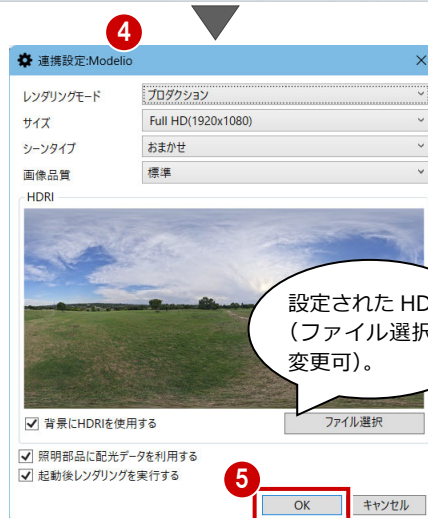 4
連携設定:Modelio
レンダリングモード プロダクション
サイズ Full HD(1920x1080)
シーンタイプ おまかせ
画像品質 標準
HDRI
設定された HD
（ファイル選択
変更可）。
背景にHDRIを使用する ファイル選択
照明部品に配光データを利用する
起動後レンダリングを実行する
5
OK キャンセル